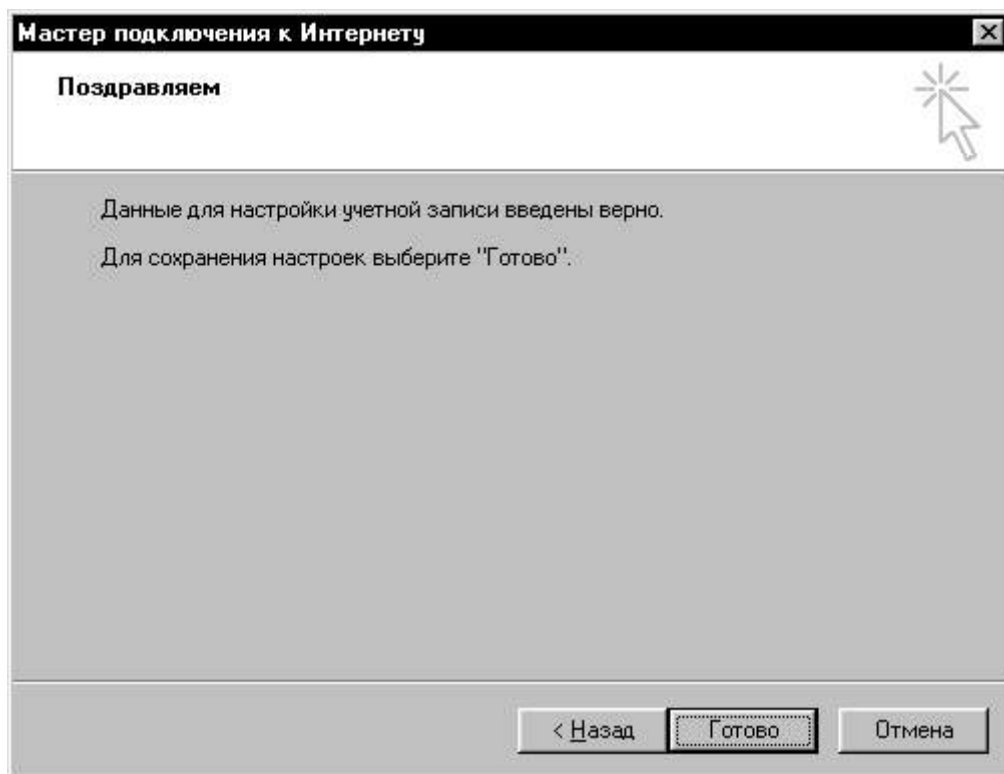 Мастер подключения к Интернету
Поздравляем
Данные для настройки учетной записи введены верно.
Для сохранения настроек выберите "Готово".
< Назад Готово Отмена